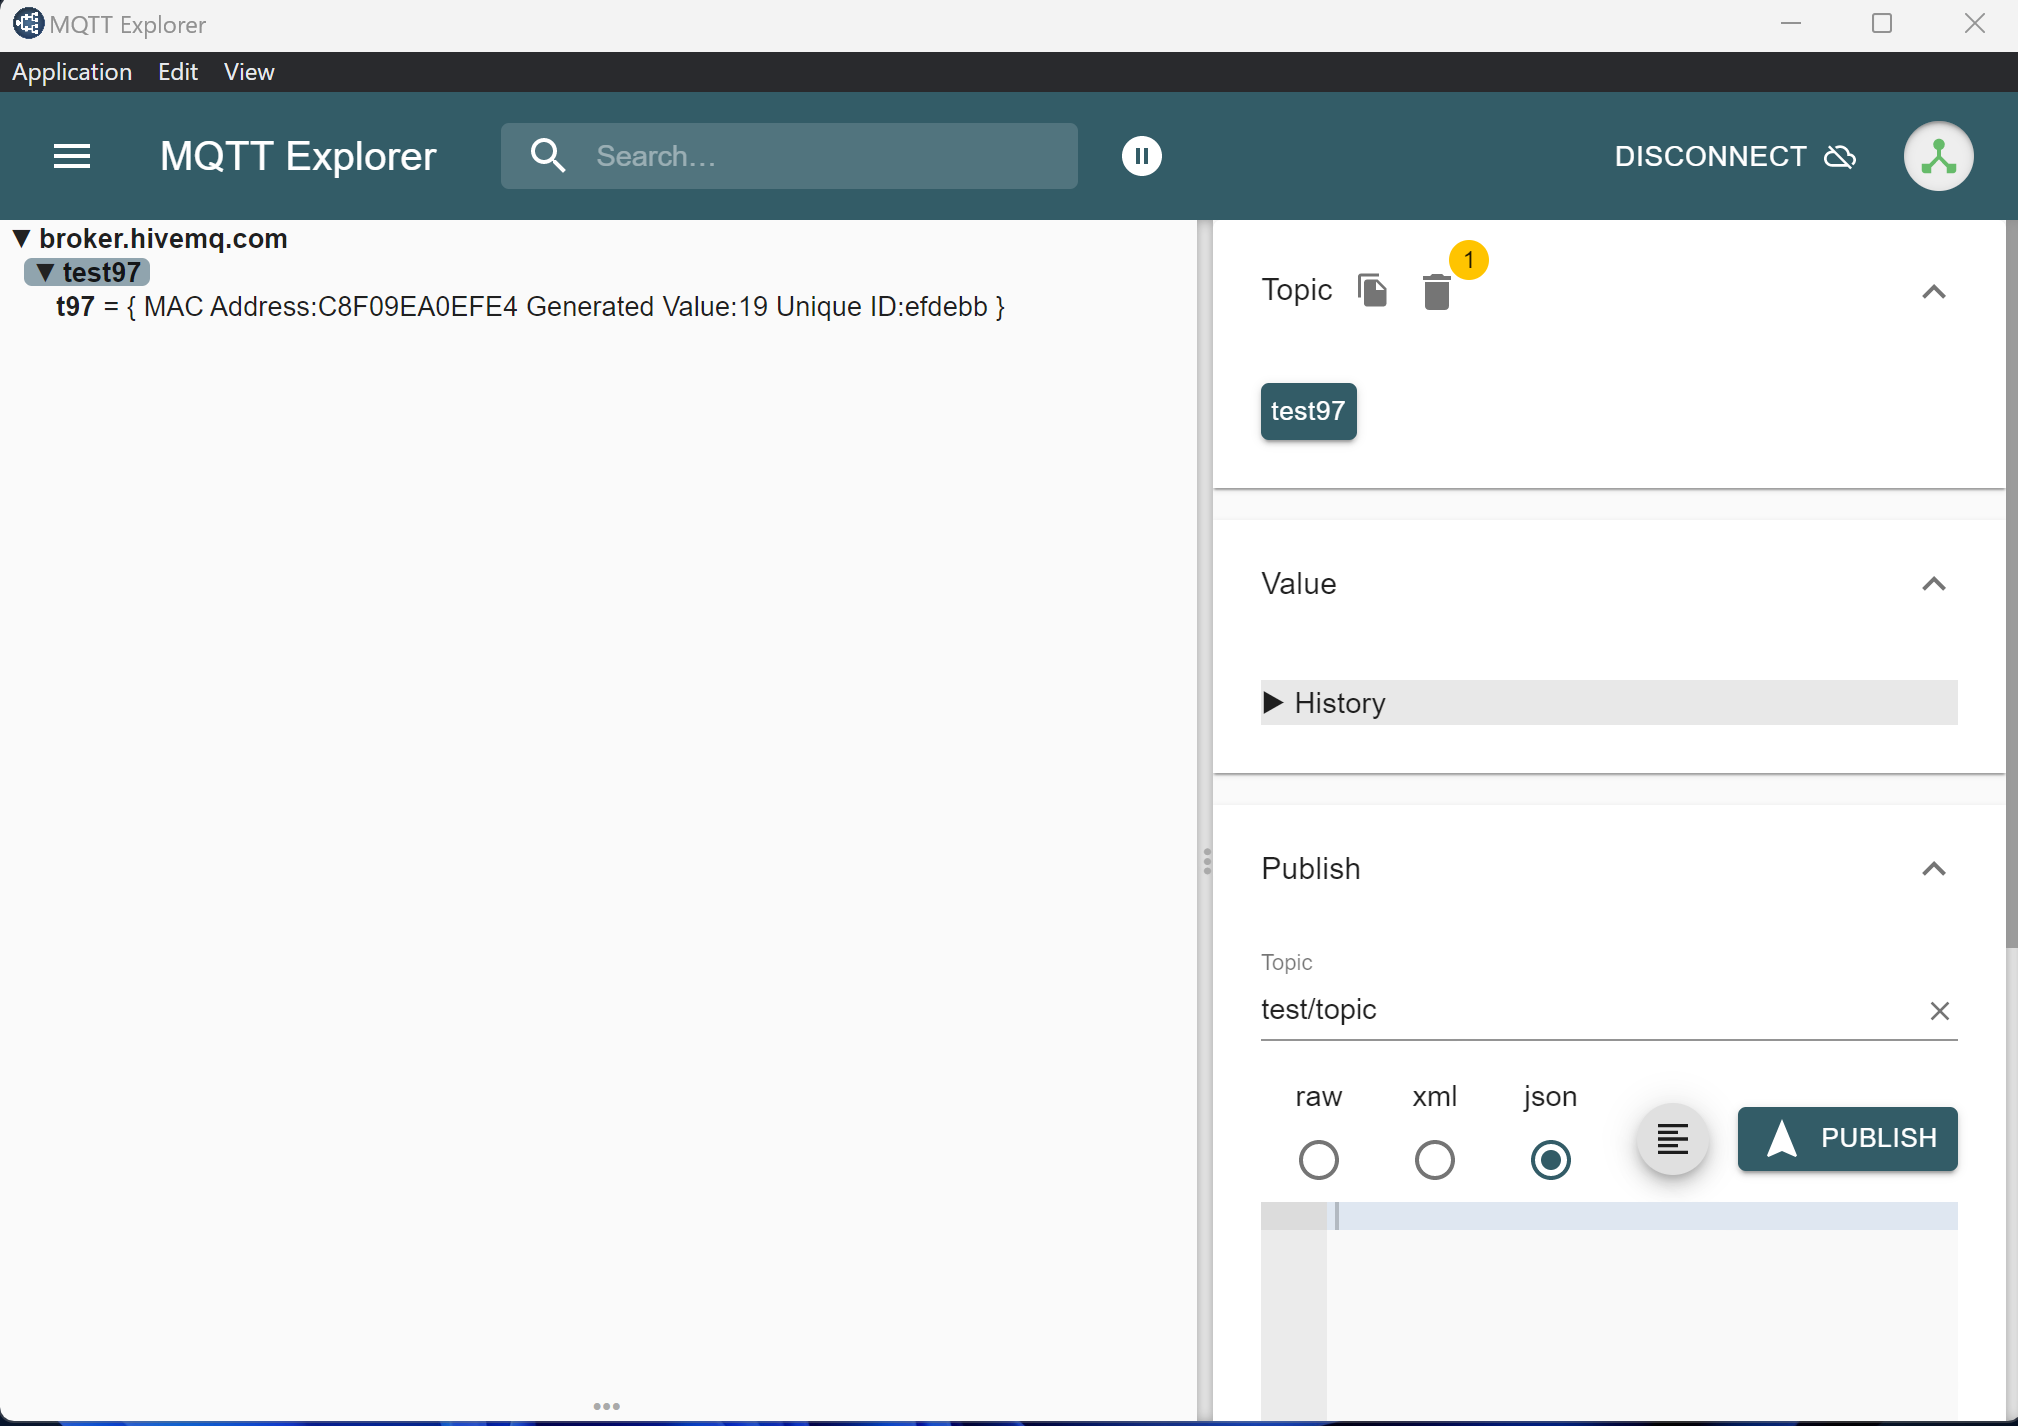 MQTT Explorer
Application Edit View
MQTT Explorer Search... DISCONNECT
▼ broker.hivemq.com
▼ test97
t97 = { MAC Address:C8F09EA0EFE4 Generated Value:19 Unique ID:efdebb }
Topic 1
test97
Value
▶ History
Publish
Topic
test/topic
raw xml json
PUBLISH